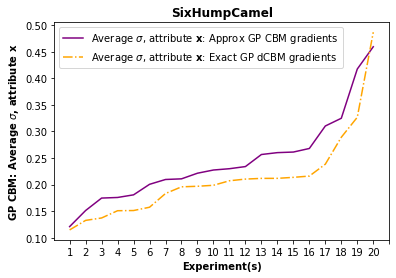 SixHumpCamel
Average σ, attribute x: Approx GP CBM gradients
Average σ, attribute x: Exact GP dCBM gradients
GP CBM: Average σ, attribute x
0.50
0.45
0.40
0.35
0.30
0.25
0.20
0.15
0.10
1 2 3 4 5 6 7 8 9 10 11 12 13 14 15 16 17 18 19 20
Experiment(s)